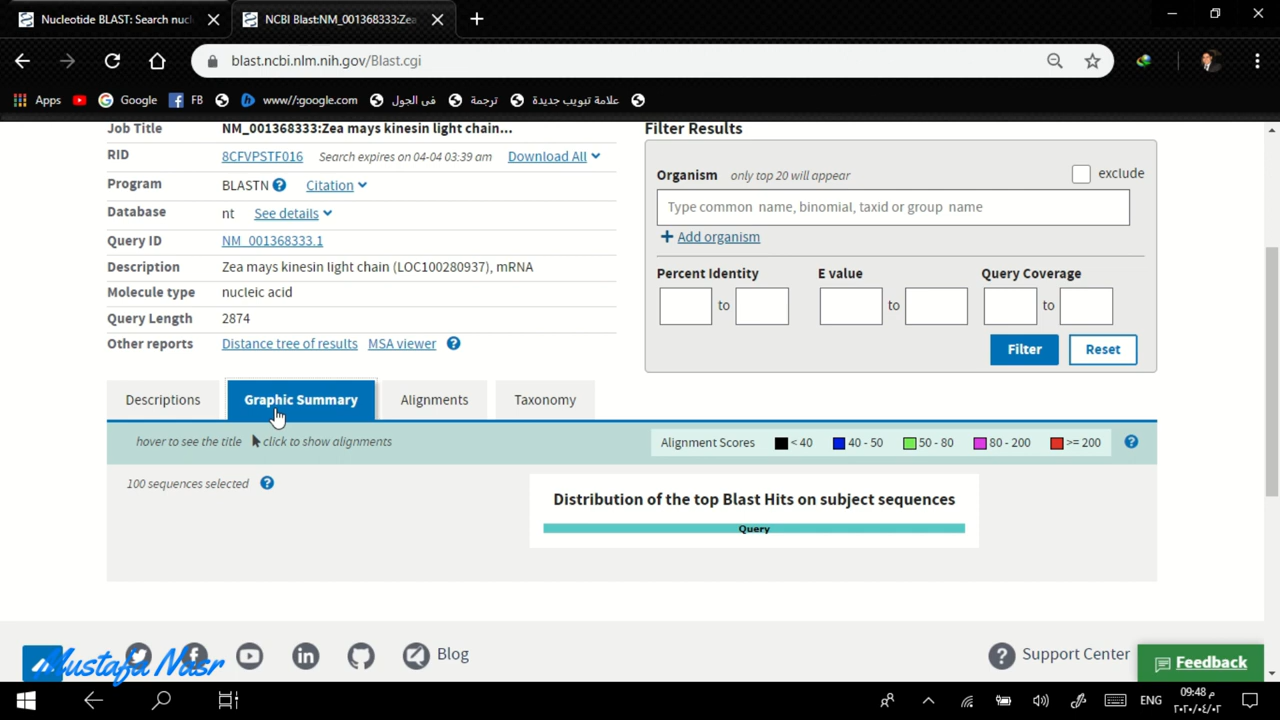 Nucleotide BLAST: Search nucl
NCBI Blast:NM_001368333:Zea
blast.ncbi.nlm.nih.gov/Blast.cgi
Apps
Google
FB
www//:google.com
فى الجول
ترجمة
علامة تبويب جديدة
Job Title NM_001368333:Zea mays kinesin light chain...
RID 8CFVPSTF016 Search expires on 04-04 03:39 am Download All
Program BLASTN ? Citation
Database nt See details
Query ID NM_001368333.1
Description Zea mays kinesin light chain (LOC100280937), mRNA
Molecule type nucleic acid
Query Length 2874
Other reports Distance tree of results MSA viewer ?
Filter Results
Organism only top 20 will appear exclude
Type common name, binomial, taxid or group name
+ Add organism
Percent Identity E value Query Coverage
to to to
Filter Reset
Descriptions Graphic Summary Alignments Taxonomy
hover to see the title click to show alignments Alignment Scores < 40 40 - 50 50 - 80 80 - 200 >= 200 ?
100 sequences selected ?
Distribution of the top Blast Hits on subject sequences
Query
Blog
? Support Center
Feedback
Mustafa Nasr
ENG
09:48 م
٢٠٢٠/٠٤/٠٢